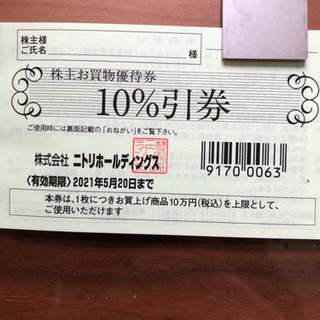 株主様
ご氏名
様
株主お買物優待券
10%引券
ご使用時には裏面記載の「おねがい」をご覧下さい。
株式会社 ニトリホールディングス
9170 0063
〈有効期限〉2021年5月20日まで
本券は、1枚につきお買上げ商品10万円(税込)を上限として、
ご使用いただけます